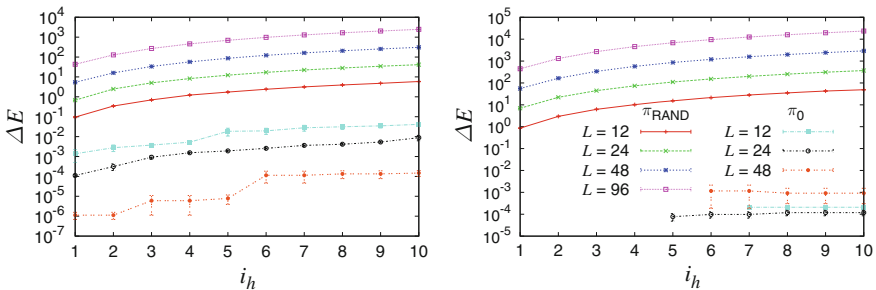 10^4
10^3
10^2
10^1
10^0
10^-1
10^-2
10^-3
10^-4
10^-5
10^-6
10^-7
ΔE
1 2 3 4 5 6 7 8 9 10
i_h
10^5
10^4
10^3
10^2
10^1
10^0
10^-1
10^-2
10^-3
10^-4
10^-5
ΔE
π_RAND π_0
L = 12 L = 12
L = 24 L = 24
L = 48 L = 48
L = 96
1 2 3 4 5 6 7 8 9 10
i_h